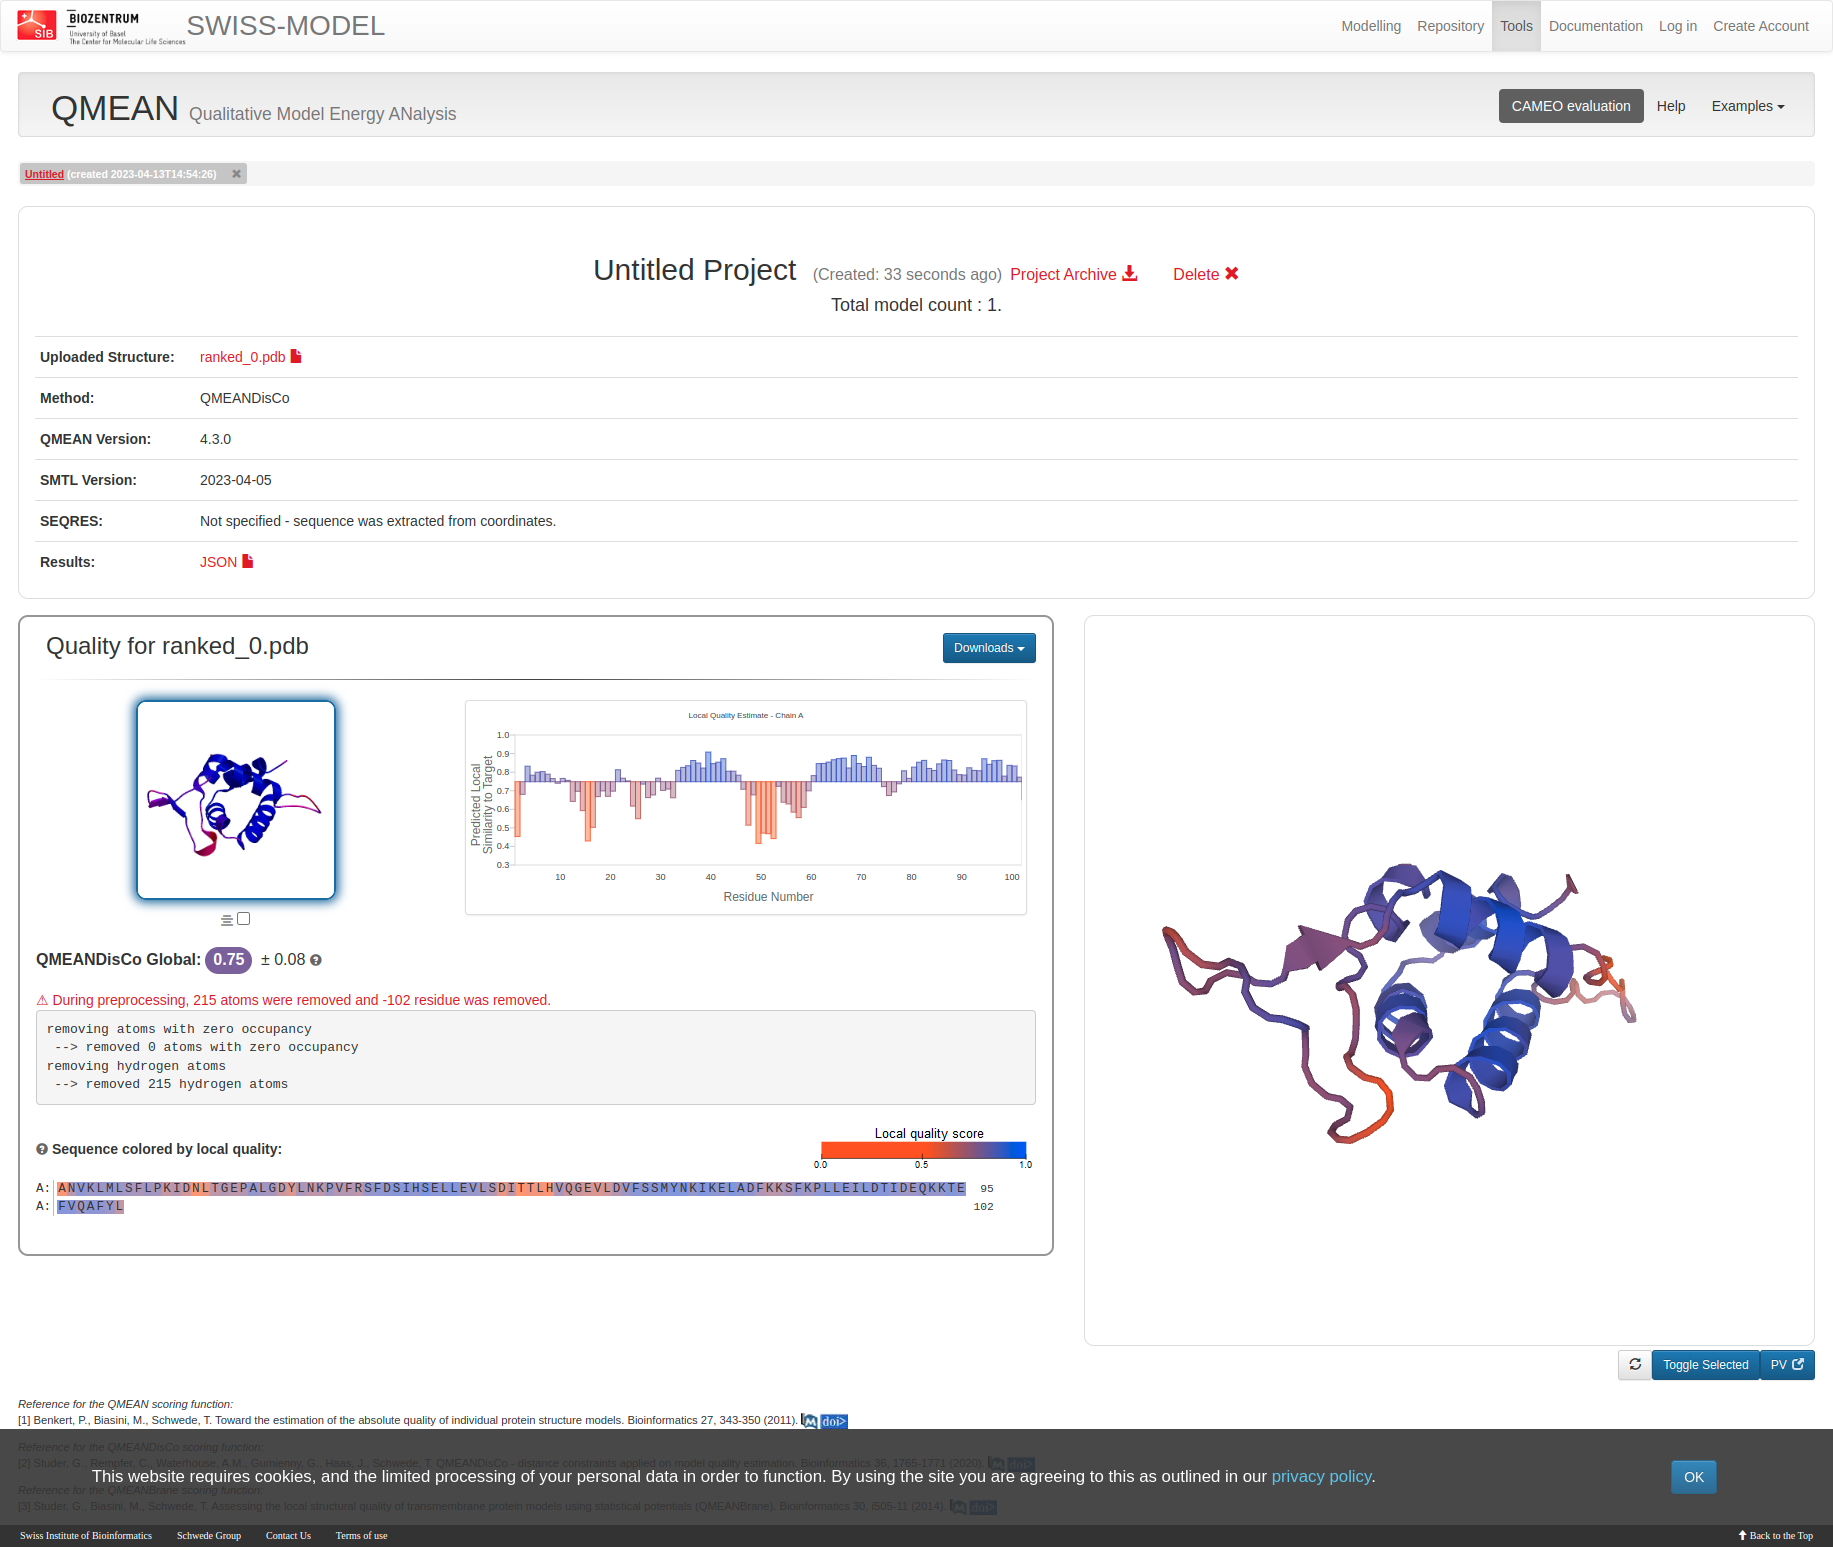 SIB
BIOZENTRUM
University of Basel
The Center for Molecular Life Sciences
SWISS-MODEL
Modelling Repository Tools Documentation Log in Create Account
QMEAN Qualitative Model Energy ANalysis
CAMEO evaluation Help Examples
Untitled (created 2023-04-13T14:54:26) ✖
Untitled Project (Created: 33 seconds ago) Project Archive Delete ✖
Total model count : 1.
Uploaded Structure: ranked_0.pdb
Method: QMEANDisCo
QMEAN Version: 4.3.0
SMTL Version: 2023-04-05
SEQRES: Not specified - sequence was extracted from coordinates.
Results: JSON
Quality for ranked_0.pdb
Downloads
Local Quality Estimate - Chain A
Predicted Local
Similarity to Target
1.0
0.9
0.8
0.7
0.6
0.5
0.4
0.3
10 20 30 40 50 60 70 80 90 100
Residue Number
QMEANDisCo Global: 0.75 ± 0.08
⚠ During preprocessing, 215 atoms were removed and -102 residue was removed.
removing atoms with zero occupancy
--> removed 0 atoms with zero occupancy
removing hydrogen atoms
--> removed 215 hydrogen atoms
Sequence colored by local quality:
Local quality score
0.0 0.5 1.0
A: ANVKLMLSFLPKIDNLTGEPALGDYLNKPVFRSFDSIHSELLEVLSDITTLHVQGEVLDVFSSMYNKIKELADFKKSFKPLLEILDTIDEQKKTE 95
A: FVQAFYL 102
Toggle Selected PV
Reference for the QMEAN scoring function:
[1] Benkert, P., Biasini, M., Schwede, T. Toward the estimation of the absolute quality of individual protein structure models. Bioinformatics 27, 343-350 (2011). doi>
Reference for the QMEANDisCo scoring function:
[2] Studer, G., Rempfer, C., Waterhouse, A.M., Gumienny, G., Haas, J., Schwede, T. QMEANDisCo - distance constraints applied on model quality estimation. Bioinformatics 36, 1765-1771 (2020). doi>
This website requires cookies, and the limited processing of your personal data in order to function. By using the site you are agreeing to this as outlined in our privacy policy.
OK
Reference for the QMEANBrane scoring function:
[3] Studer, G., Biasini, M., Schwede, T. Assessing the local structural quality of transmembrane protein models using statistical potentials (QMEANBrane). Bioinformatics 30, i505-11 (2014). doi>
Swiss Institute of Bioinformatics Schwede Group Contact Us Terms of use
Back to the Top